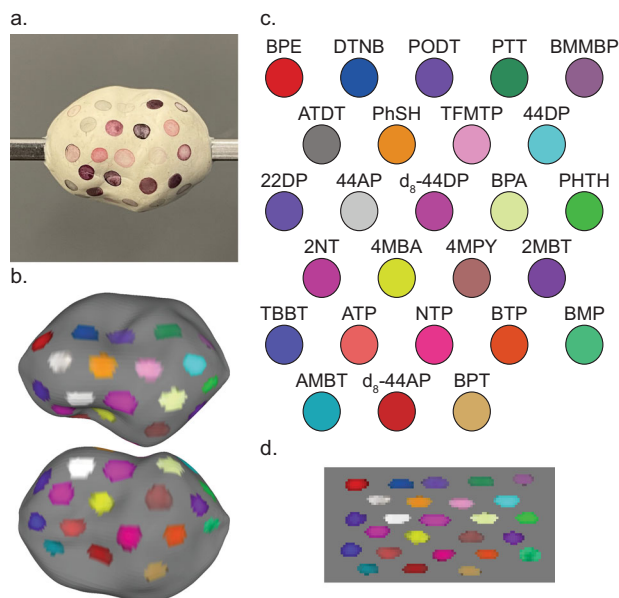 a.
c.
BPE DTNB PODT PTT BMMBP
ATDT PhSH TFMTP 44DP
22DP 44AP d₈-44DP BPA PHTH
2NT 4MBA 4MPY 2MBT
b.
TBBT ATP NTP BTP BMP
AMBT d₈-44AP BPT
d.